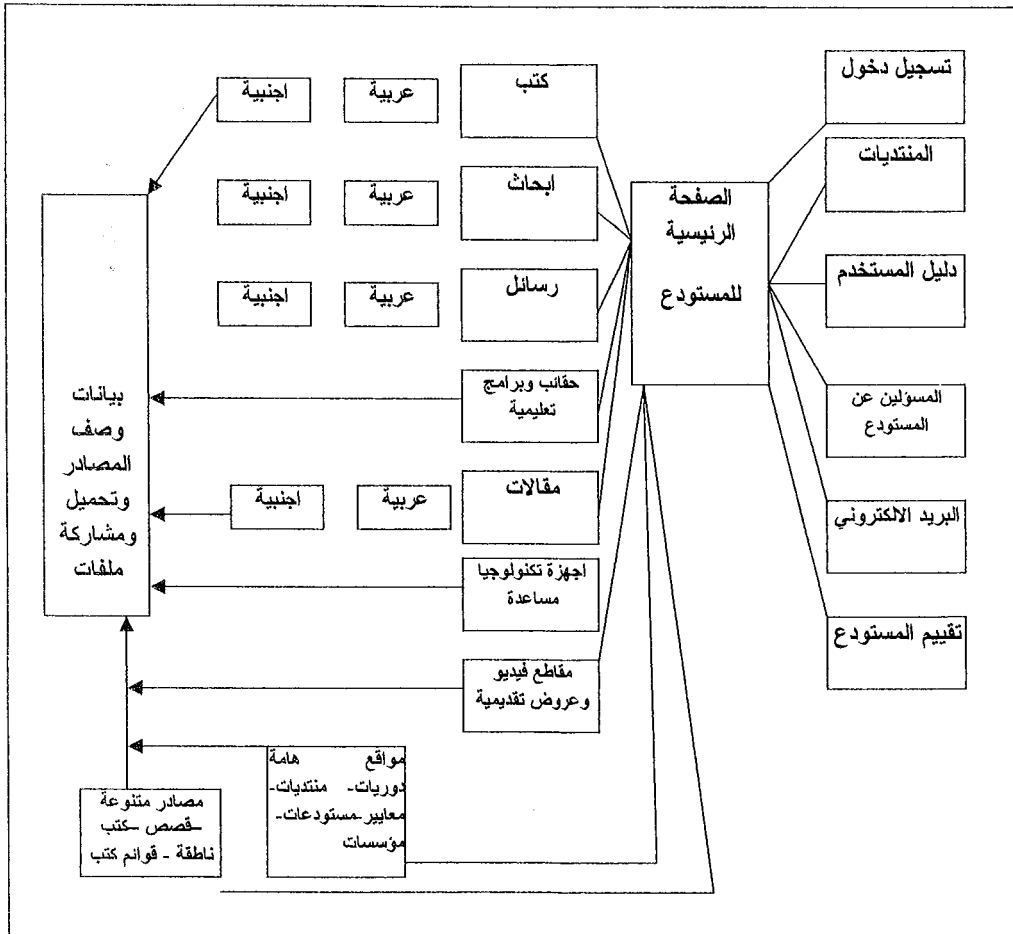 تسجيل دخول
المنتديات
دليل المستخدم
المسؤلين عن
المستودع
البريد الالكتروني
تقييم المستودع
الصفحة
الرئيسية
للمستودع
كتب
عربية
اجنبية
ابحاث
عربية
اجنبية
رسائل
عربية
اجنبية
حقائب وبرامج
تعليمية
مقالات
عربية
اجنبية
اجهزة تكنولوجيا
مساعدة
مقاطع فيديو
وعروض تقديمية
مواقع هامة
دوريات- منتديات-
معايير-مستودعات-
مؤسسات
بيانات
وصف
المصادر
وتحميل
ومشاركة
ملفات
مصادر متنوعة
–قصص –كتب
ناطقة - قوائم كتب